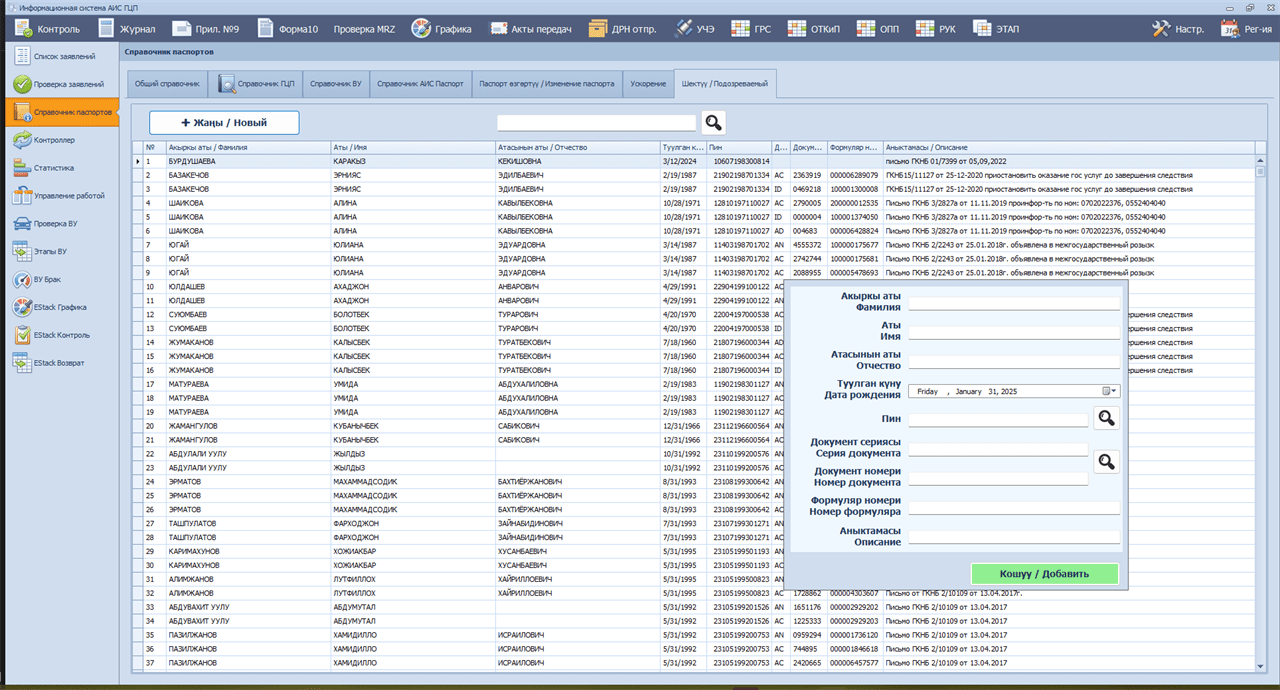 Информационная система АИС ГЦП
Контроль Журнал Прил. №9 Форма10 Проверка MRZ Графика Акты передач ДРН отпр. УЧЭ ГРС ОТКиП ОПП РУК ЭТАП Настр. Рег-ия
Список заявлений
Проверка заявлений
Справочник паспортов
Контроллер
Статистика
Управление работой
Проверка ВУ
Этапы ВУ
ВУ Брак
EStack Графика
EStack Контроль
EStack Возврат
Справочник паспортов
Общий справочник Справочник ГЦП Справочник ВУ Справочник АИС Паспорт Паспорт өзгөртүү / Изменение паспорта Ускорение Шектүү / Подозреваемый
+ Жаңы / Новый
№ Акыркы аты / Фамилия Аты / Имя Атасынын аты / Отчество Туулган к... Пин Д... Докум... Формуляр н... Аныктамасы / Описание
1 БУРДУШАЕВА КАРАКЫЗ КЕКИШОВНА 3/12/2024 10607198300814 письмо ГКНБ 01/7399 от 05,09,2022
2 БАЗАКЕЧОВ ЭРНИЯС ЭДИЛБАЕВИЧ 2/19/1987 21902198701334 AC 2363919 000006289079 ГКНБ15/11127 от 25-12-2020 приостановить оказание гос услуг до завершения следствия
3 БАЗАКЕЧОВ ЭРНИЯС ЭДИЛБАЕВИЧ 2/19/1987 21902198701334 ID 0469218 100001300008 ГКНБ15/11127 от 25-12-2020 приостановить оказание гос услуг до завершения следствия
4 ШАИКОВА АЛИНА КАВЫЛБЕКОВНА 10/28/1971 12810197110027 AC 2790005 200000012535 Письмо ГКНБ 3/2827а от 11.11.2019 проинфор-ть по ном: 0702022376, 0552404040
5 ШАИКОВА АЛИНА КАВЫЛБЕКОВНА 10/28/1971 12810197110027 ID 0000004 100001374050 Письмо ГКНБ 3/2827а от 11.11.2019 проинфор-ть по ном: 0702022376, 0552404040
6 ШАИКОВА АЛИНА КАВЫЛБЕКОВНА 10/28/1971 12810197110027 AD 004683 000006428824 Письмо ГКНБ 3/2827а от 11.11.2019 проинфор-ть по ном: 0702022376, 0552404040
7 ЮГАЙ ЮЛИАНА ЭДУАРДОВНА 3/14/1987 11403198701702 AN 4555372 100000175677 Письмо ГКНБ 2/2243 от 25.01.2018г. объявлена в межгосударственный розыск
8 ЮГАЙ ЮЛИАНА ЭДУАРДОВНА 3/14/1987 11403198701702 AC 2742744 100000175681 Письмо ГКНБ 2/2243 от 25.01.2018г. объявлена в межгосударственный розыск
9 ЮГАЙ ЮЛИАНА ЭДУАРДОВНА 3/14/1987 11403198701702 AC 2088955 000005478693 Письмо ГКНБ 2/2243 от 25.01.2018г. объявлена в межгосударственный розыск
10 ЮЛДАШЕВ АХАДЖОН АНВАРОВИЧ 4/29/1991 22904199100122 AC
11 ЮЛДАШЕВ АХАДЖОН АНВАРОВИЧ 4/29/1991 22904199100122 AN
12 СУЮМБАЕВ БОЛОТБЕК ТУРАРОВИЧ 4/20/1970 22004197000538 AC ершения следствия
13 СУЮМБАЕВ БОЛОТБЕК ТУРАРОВИЧ 4/20/1970 22004197000538 ID ершения следствия
14 ЖУМАКАНОВ КАЛЫСБЕК ТУРАТБЕКОВИЧ 7/18/1960 21807196000344 AD ершения следствия
15 ЖУМАКАНОВ КАЛЫСБЕК ТУРАТБЕКОВИЧ 7/18/1960 21807196000344 AC ершения следствия
16 ЖУМАКАНОВ КАЛЫСБЕК ТУРАТБЕКОВИЧ 7/18/1960 21807196000344 ID ершения следствия
17 МАТУРАЕВА УМИДА АБДУХАЛИЛОВНА 2/19/1983 11902198301127 AN
18 МАТУРАЕВА УМИДА АБДУХАЛИЛОВНА 2/19/1983 11902198301127 AC
19 МАТУРАЕВА УМИДА АБДУХАЛИЛОВНА 2/19/1983 11902198301127 AC
20 ЖАМАНГУЛОВ КУБАНЫЧБЕК САБИКОВИЧ 12/31/1966 23112196600564 AN
21 ЖАМАНГУЛОВ КУБАНЫЧБЕК САБИКОВИЧ 12/31/1966 23112196600564 AC
22 АБДУЛАЛИ УУЛУ ЖЫЛДЫЗ 10/31/1992 23110199200576 AN
23 АБДУЛАЛИ УУЛУ ЖЫЛДЫЗ 10/31/1992 23110199200576 AC
24 ЭРМАТОВ МАХАММАДСОДИК БАХТИЁРЖАНОВИЧ 8/31/1993 23108199300642 AN
25 ЭРМАТОВ МАХАММАДСОДИК БАХТИЁРЖАНОВИЧ 8/31/1993 23108199300642 AN
26 ЭРМАТОВ МАХАММАДСОДИК БАХТИЁРЖАНОВИЧ 8/31/1993 23108199300642 AC
27 ТАШПУЛАТОВ ФАРХОДЖОН ЗАЙНАБИДИНОВИЧ 7/31/1993 23107199301271 AN
28 ТАШПУЛАТОВ ФАРХОДЖОН ЗАЙНАБИДИНОВИЧ 7/31/1993 23107199301271 AC
29 КАРИМАХУНОВ ХОЖИАКБАР ХУСАНБАЕВИЧ 5/31/1995 23105199501193 AN
30 КАРИМАХУНОВ ХОЖИАКБАР ХУСАНБАЕВИЧ 5/31/1995 23105199501193 AC
31 АЛИМЖАНОВ ЛУТФИЛЛОХ ХАЙРИЛЛОЕВИЧ 5/31/1995 23105199500823 AN
32 АЛИМЖАНОВ ЛУТФИЛЛОХ ХАЙРИЛЛОЕВИЧ 5/31/1995 23105199500823 AC 1728862 000004303607 Письмо от ГКНБ 2/10109 от 13.04.2017г.
33 АБДУВАХИТ УУЛУ АБДУМУТАЛ 5/31/1992 23105199201526 AN 1651176 000002929202 Письмо ГКНБ 2/10109 от 13.04.2017
34 АБДУВАХИТ УУЛУ АБДУМУТАЛ 5/31/1992 23105199201526 AC 1225333 000002929203 Письмо ГКНБ 2/10109 от 13.04.2017
35 ПАЗИЛЖАНОВ ХАМИДИЛЛО ИСРАИЛОВИЧ 5/31/1992 23105199200753 AN 0959294 000001736120 Письмо ГКНБ 2/10109 от 13.04.2017
36 ПАЗИЛЖАНОВ ХАМИДИЛЛО ИСРАИЛОВИЧ 5/31/1992 23105199200753 AC 744895 000001846618 Письмо ГКНБ 2/10109 от 13.04.2017
37 ПАЗИЛЖАНОВ ХАМИДИЛЛО ИСРАИЛОВИЧ 5/31/1992 23105199200753 AC 2420665 000006457577 Письмо ГКНБ 2/10109 от 13.04.2017
Акыркы аты
Фамилия
Аты
Имя
Атасынын аты
Отчество
Туулган күнү
Дата рождения
Friday , January 31, 2025
Пин
Документ сериясы
Серия документа
Документ номери
Номер документа
Формуляр номери
Номер формуляра
Аныктамасы
Описание
Кошуу / Добавить